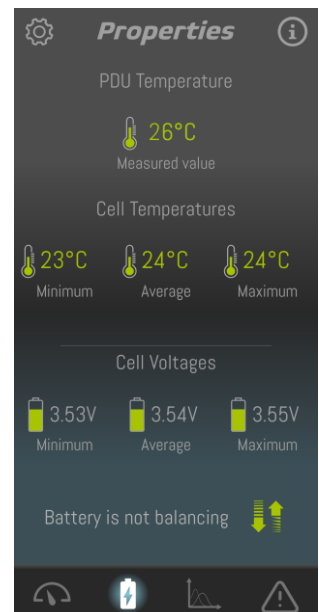 Properties
PDU Temperature
26°C
Measured value
Cell Temperatures
23°C 24°C 24°C
Minimum Average Maximum
Cell Voltages
3.53V 3.54V 3.55V
Minimum Average Maximum
Battery is not balancing